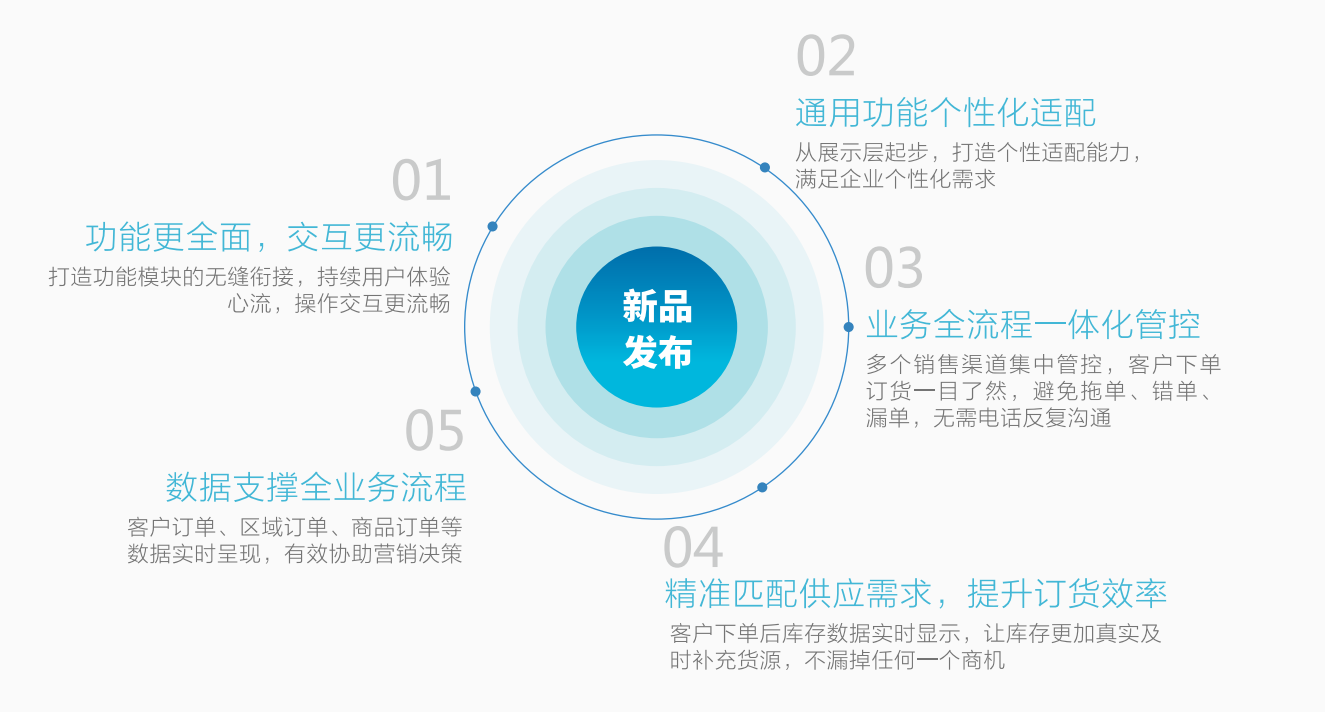 01
功能更全面，交互更流畅
打造功能模块的无缝衔接，持续用户体验
心流，操作交互更流畅
02
通用功能个性化适配
从展示层起步，打造个性适配能力，
满足企业个性化需求
03
业务全流程一体化管控
多个销售渠道集中管控，客户下单
订货一目了然，避免拖单、错单、
漏单，无需电话反复沟通
04
精准匹配供应需求，提升订货效率
客户下单后库存数据实时显示，让库存更加真实及
时补充货源，不漏掉任何一个商机
05
数据支撑全业务流程
客户订单、区域订单、商品订单等
数据实时呈现，有效协助营销决策
新品
发布